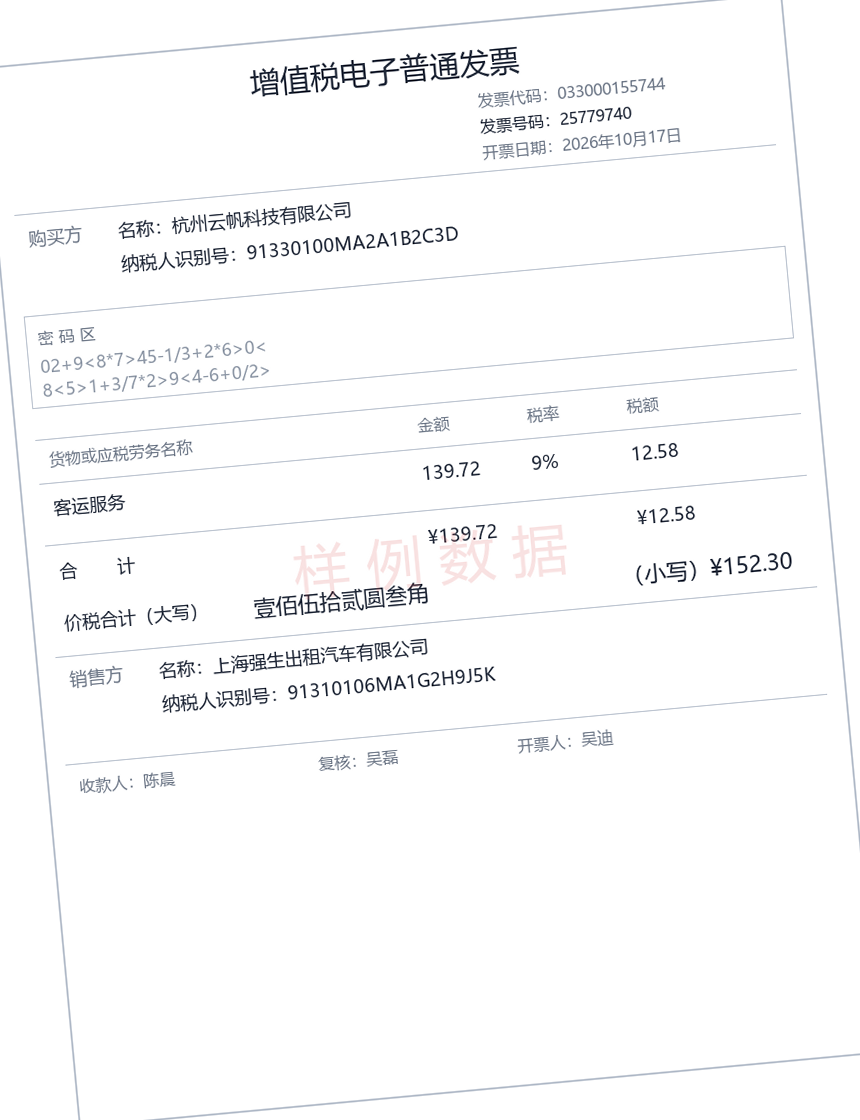 增值税电子普通发票
发票代码：033000155744
发票号码：25779740
开票日期：2026年10月17日
购买方 名称：杭州云帆科技有限公司
纳税人识别号：91330100MA2A1B2C3D
密码区
02+9<8*7>45-1/3+2*6>0<
8<5>1+3/7*2>9<4-6+0/2>
货物或应税劳务名称 金额 税率 税额
客运服务 139.72 9% 12.58
合 计 ¥139.72 ¥12.58
样例数据
价税合计（大写） 壹佰伍拾贰圆叁角 （小写）¥152.30
销售方 名称：上海强生出租汽车有限公司
纳税人识别号：91310106MA1G2H9J5K
收款人：陈晨 复核：吴磊 开票人：吴迪